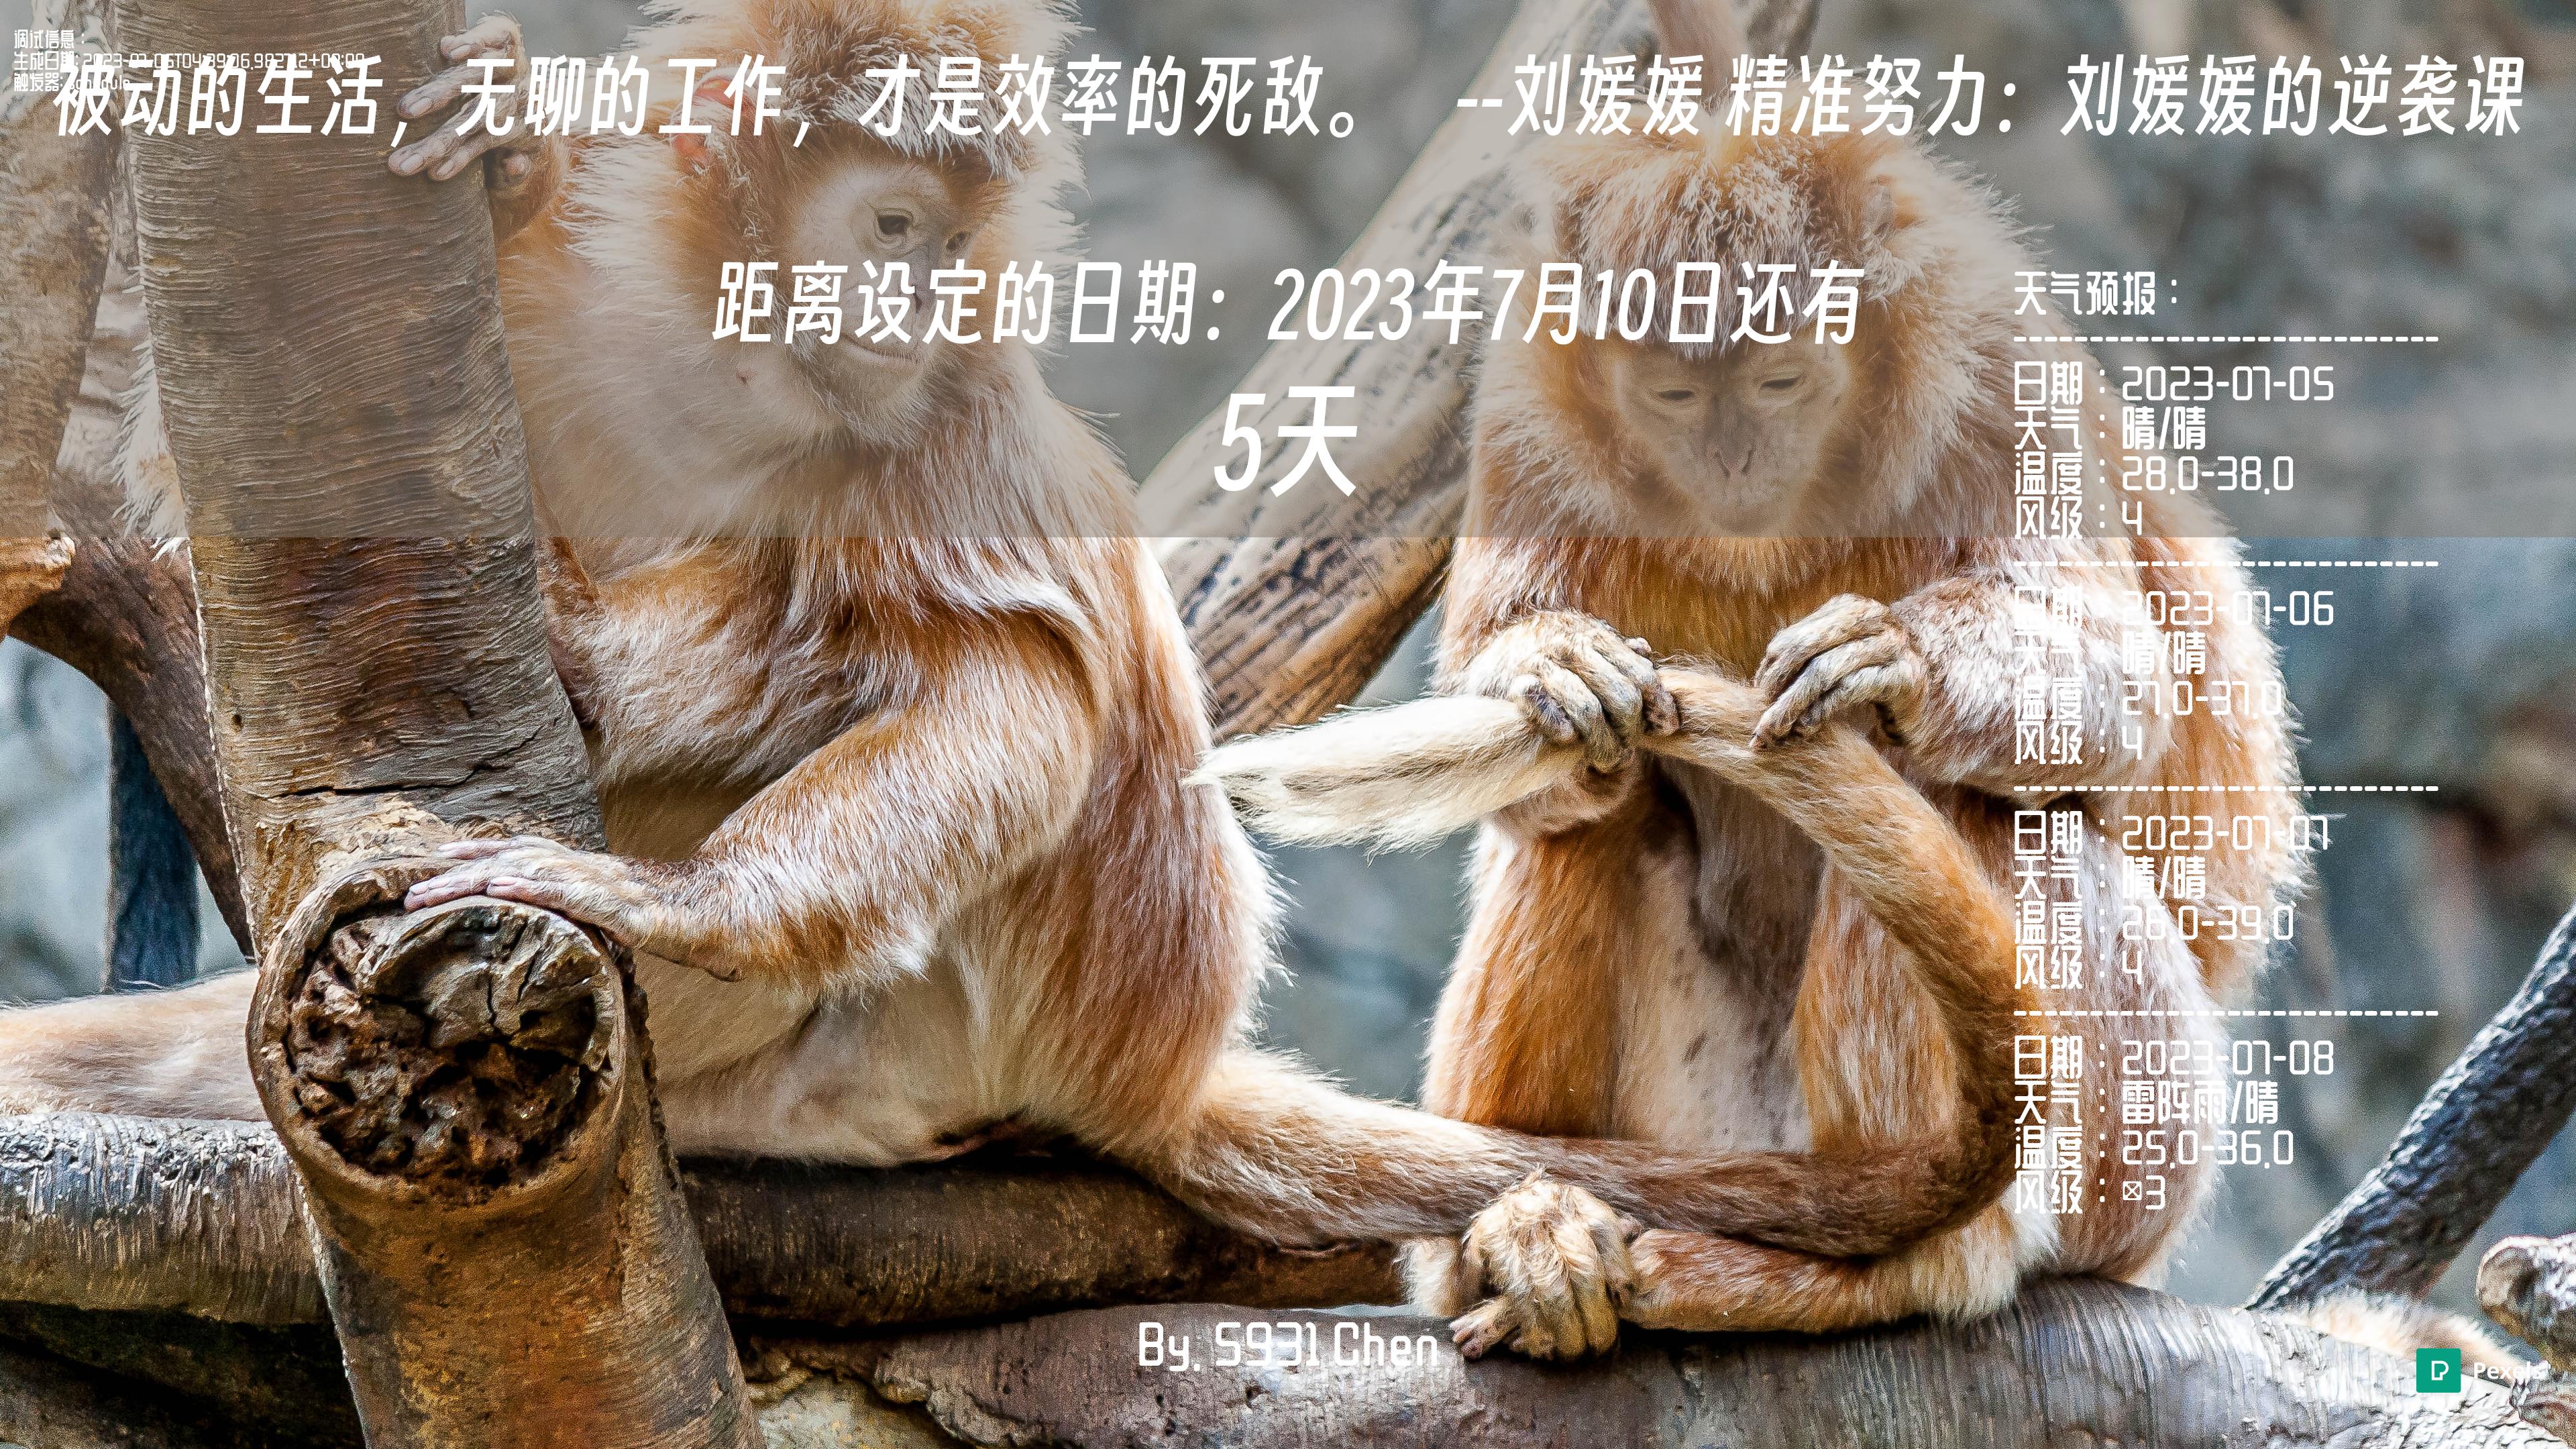 调试信息：
生成日期: 2023-07-05T04:39:06.982712+00:00
触发器: schedule
被动的生活，无聊的工作，才是效率的死敌。 --刘媛媛 精准努力：刘媛媛的逆袭课
距离设定的日期：2023年7月10日还有
5天
天气预报：
----------------------------
日期：2023-07-05
天气：晴/晴
温度：28.0-38.0
风级：4
----------------------------
日期：2023-07-06
天气：晴/晴
温度：27.0-37.0
风级：4
----------------------------
日期：2023-07-07
天气：晴/晴
温度：26.0-39.0
风级：4
----------------------------
日期：2023-07-08
天气：雷阵雨/晴
温度：25.0-36.0
风级：3
By. S931 Chen
Pexels